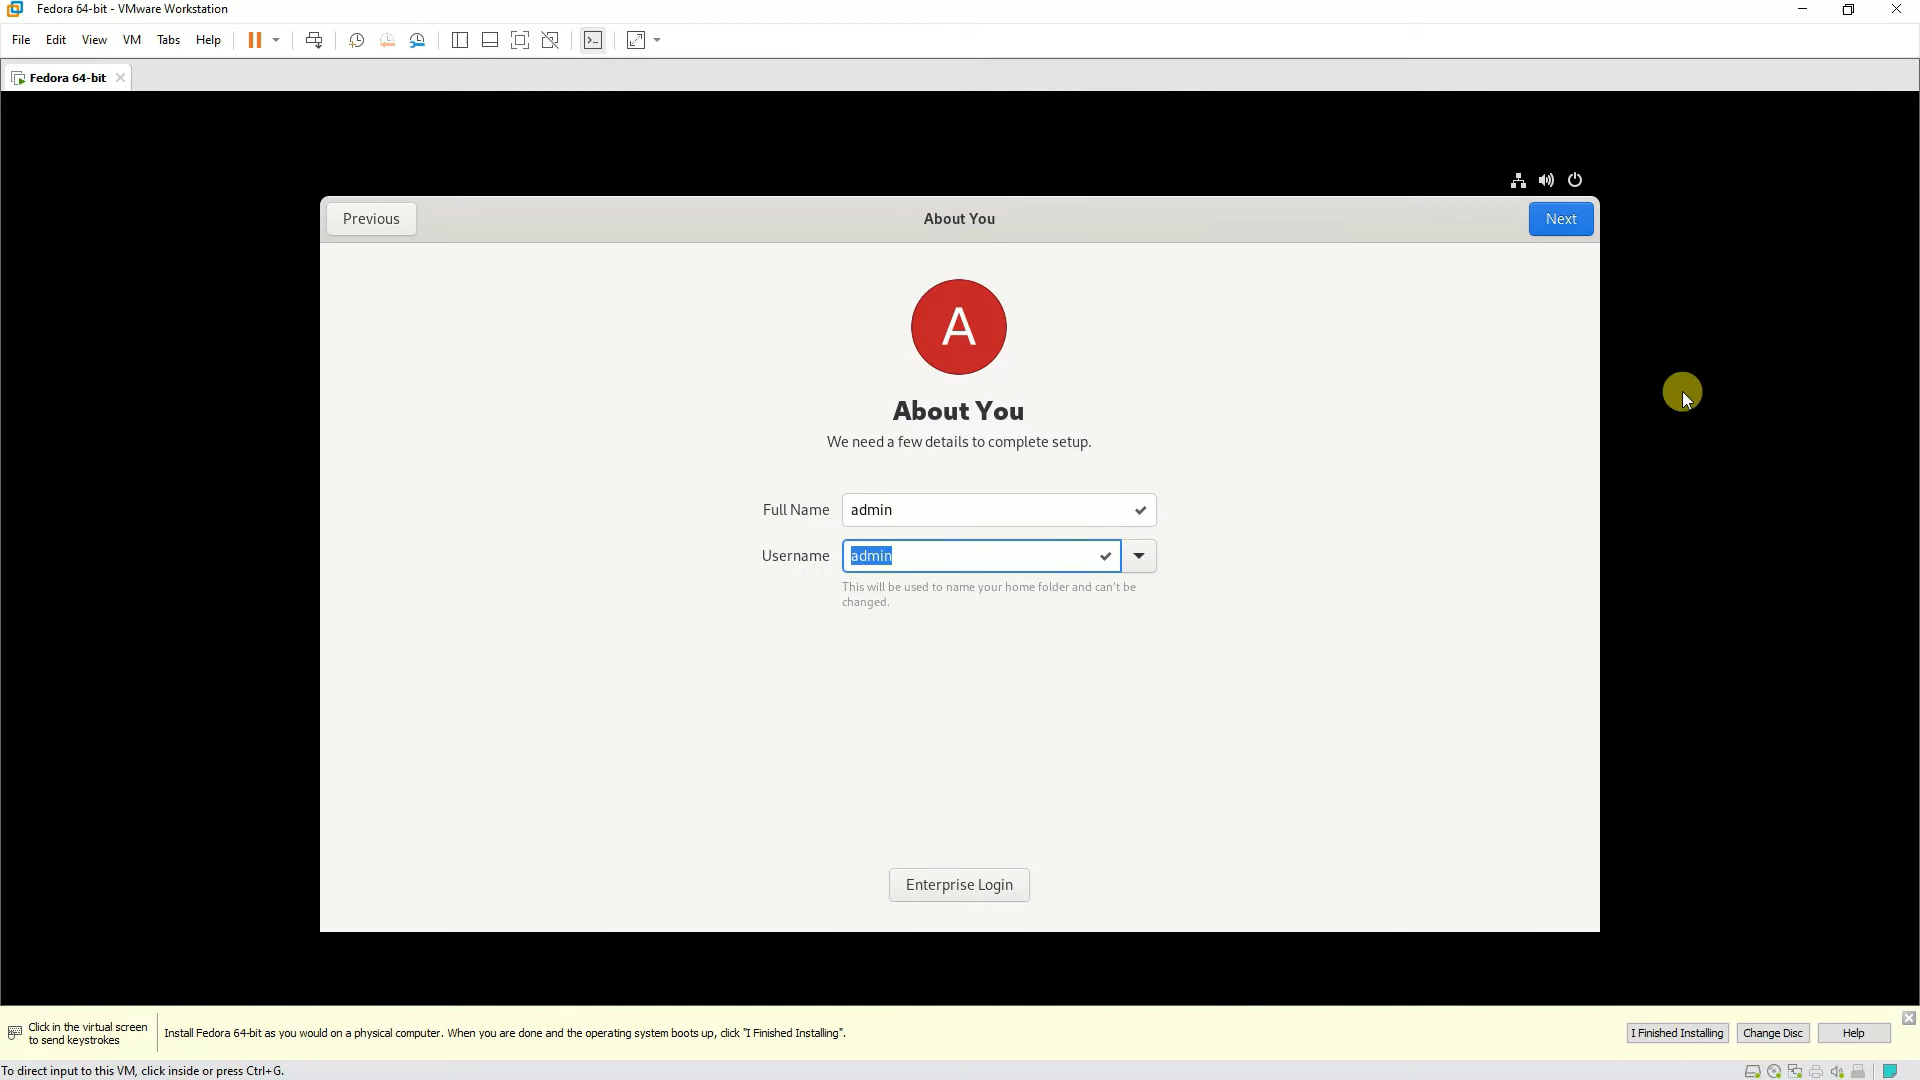 Fedora 64-bit - VMware Workstation
File Edit View VM Tabs Help
Fedora 64-bit
Previous About You Next
A
About You
We need a few details to complete setup.
Full Name admin
Username admin
This will be used to name your home folder and can't be
changed.
Enterprise Login
Click in the virtual screen
to send keystrokes
Install Fedora 64-bit as you would on a physical computer. When you are done and the operating system boots up, click "I Finished Installing".
I Finished Installing Change Disc Help
To direct input to this VM, click inside or press Ctrl+G.